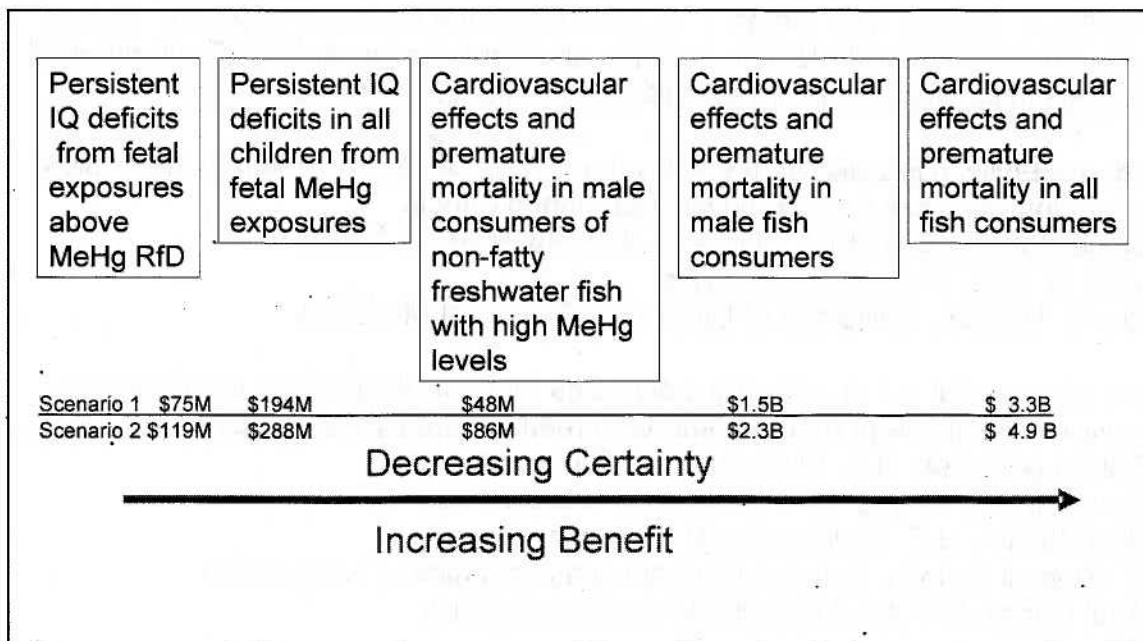 Persistent
IQ deficits
from fetal
exposures
above
MeHg RfD
Persistent IQ
deficits in all
children from
fetal MeHg
exposures
Cardiovascular
effects and
premature
mortality in male
consumers of
non-fatty
freshwater fish
with high MeHg
levels
Cardiovascular
effects and
premature
mortality in
male fish
consumers
Cardiovascular
effects and
premature
mortality in all
fish consumers
Scenario 1 $75M $194M $48M $1.5B $ 3.3B
Scenario 2 $119M $288M $86M $2.3B $ 4.9 B
Decreasing Certainty
Increasing Benefit